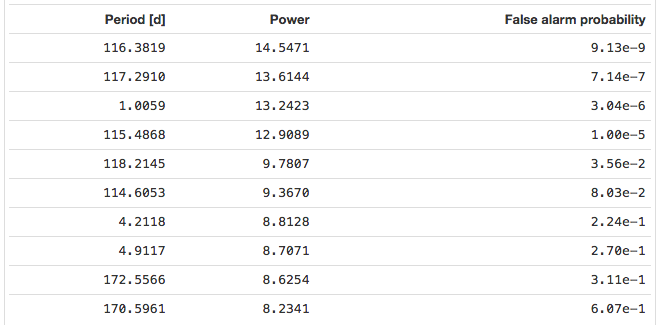 Period [d] Power False alarm probability
116.3819 14.5471 9.13e−9
117.2910 13.6144 7.14e−7
1.0059 13.2423 3.04e−6
115.4868 12.9089 1.00e−5
118.2145 9.7807 3.56e−2
114.6053 9.3670 8.03e−2
4.2118 8.8128 2.24e−1
4.9117 8.7071 2.70e−1
172.5566 8.6254 3.11e−1
170.5961 8.2341 6.07e−1